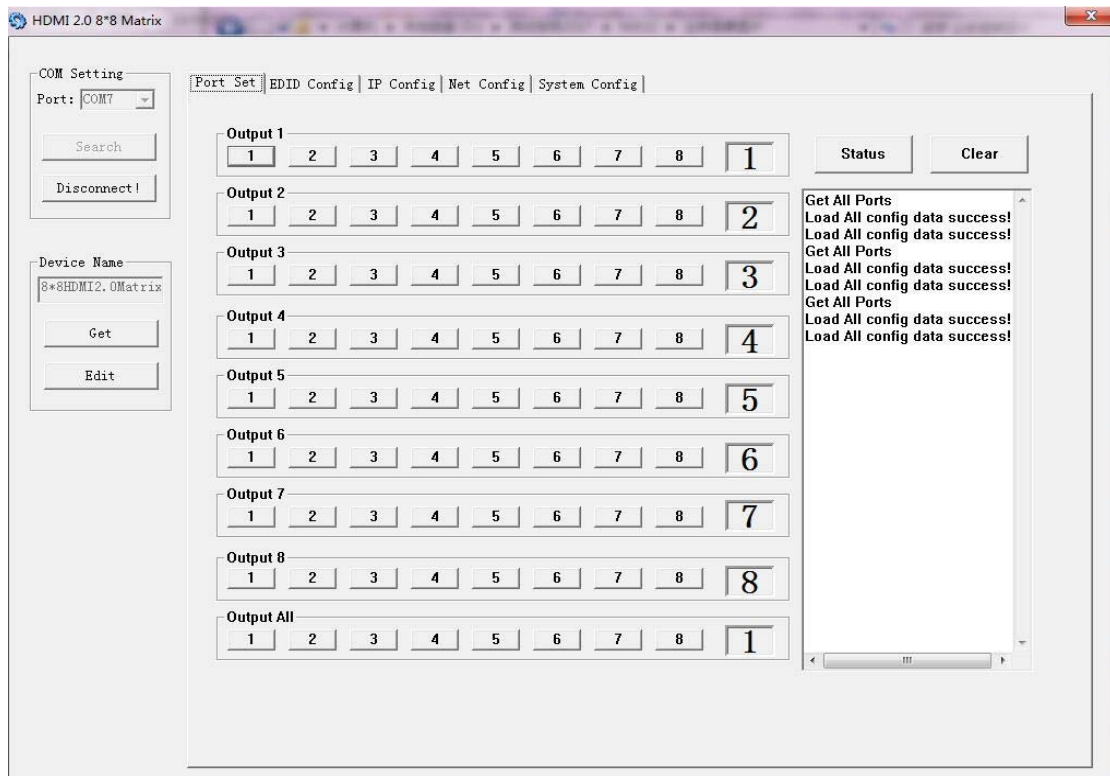 HDMI 2.0 8*8 Matrix
COM Setting
Port: COM7
Search
Disconnect!
Device Name
8*8HDMI2.0Matrix
Get
Edit
Port Set EDID Config IP Config Net Config System Config
Output 1
1 2 3 4 5 6 7 8 1
Output 2
1 2 3 4 5 6 7 8 2
Output 3
1 2 3 4 5 6 7 8 3
Output 4
1 2 3 4 5 6 7 8 4
Output 5
1 2 3 4 5 6 7 8 5
Output 6
1 2 3 4 5 6 7 8 6
Output 7
1 2 3 4 5 6 7 8 7
Output 8
1 2 3 4 5 6 7 8 8
Output All
1 2 3 4 5 6 7 8 1
Status Clear
Get All Ports
Load All config data success!
Load All config data success!
Get All Ports
Load All config data success!
Load All config data success!
Get All Ports
Load All config data success!
Load All config data success!